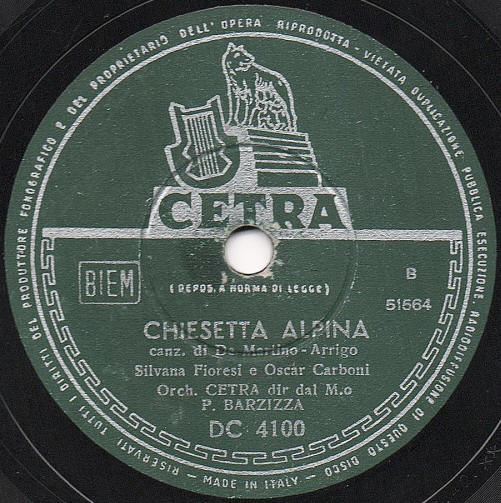 RISERVATI TUTTI I DIRITTI DEL PRODUTTORE FONOGRAFICO E DEL PROPRIETARIO DELL'OPERA RIPRODOTTA - VIETATA DUPLICAZIONE PUBBLICA ESECUZIONE RADIODIFFUSIONE DI QUESTO DISCO
CETRA
(DEPOS. A NORMA DI LEGGE)
BIEM
B
51664
CHIESETTA ALPINA
canz. di De Martino - Arrigo
Silvana Fioresi e Oscàr Carboni
Orch. CETRA dir dal M.o
P. BARZIZZA
DC 4100
- MADE IN ITALY -